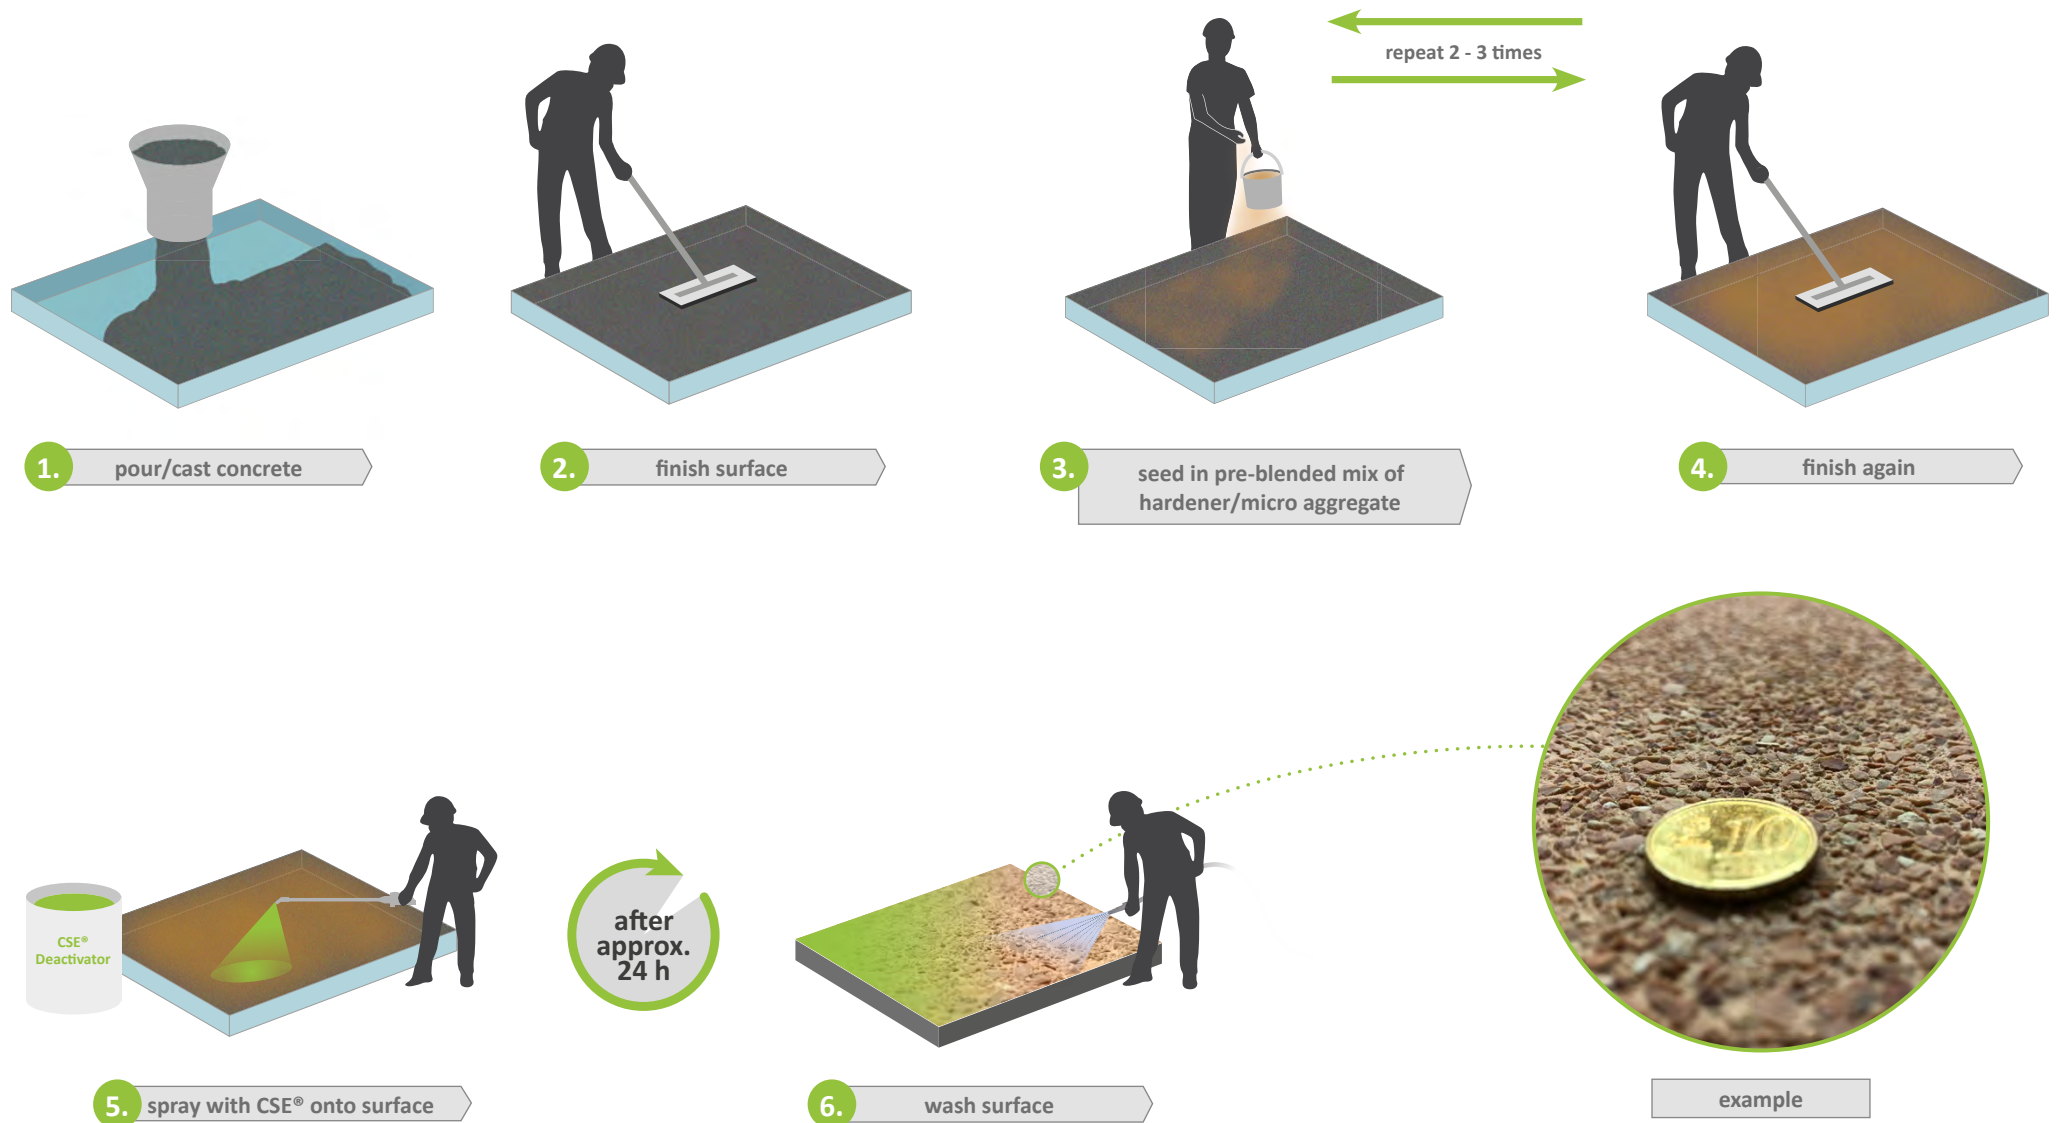 repeat 2 - 3 times
1. pour/cast concrete
2. finish surface
3. seed in pre-blended mix of
hardener/micro aggregate
4. finish again
CSE®
Deactivator
after
approx.
24 h
10
5. spray with CSE® onto surface
6. wash surface
example